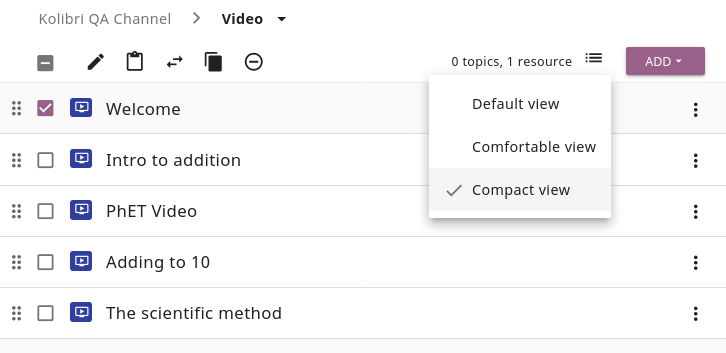 Kolibri QA Channel > Video
0 topics, 1 resource ADD
Default view
Comfortable view
Compact view
Welcome
Intro to addition
PhET Video
Adding to 10
The scientific method